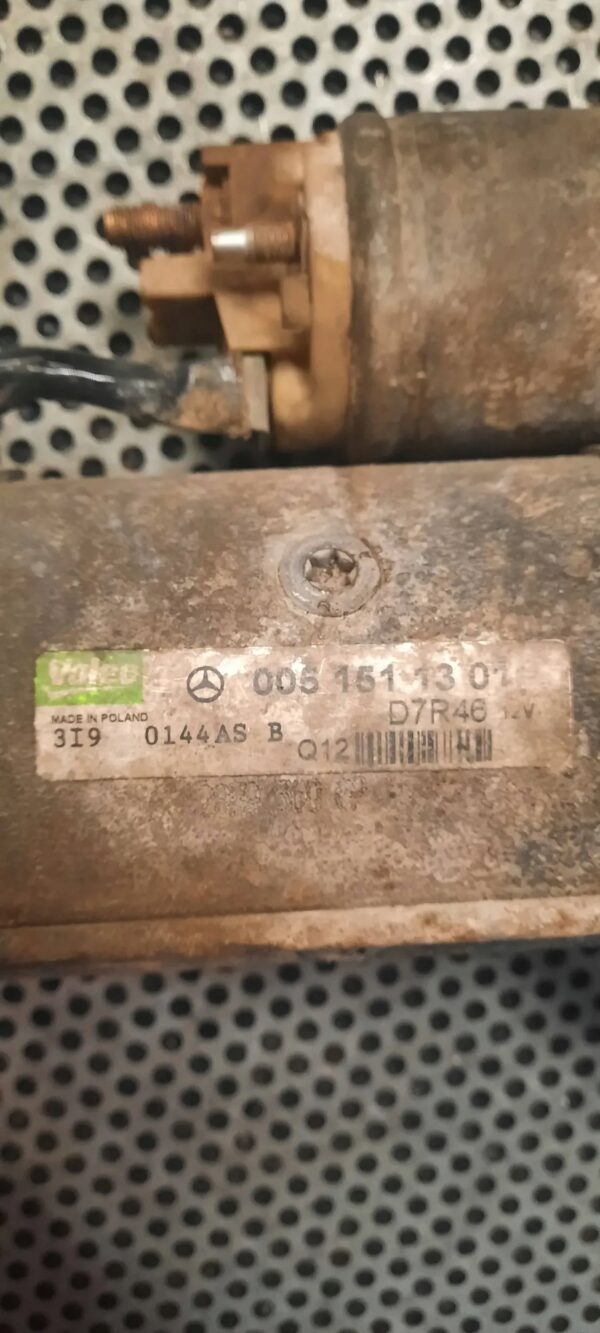 Valeo
005 151 13 01
MADE IN POLAND
D7R46 12V
3I9 0144AS B
Q12